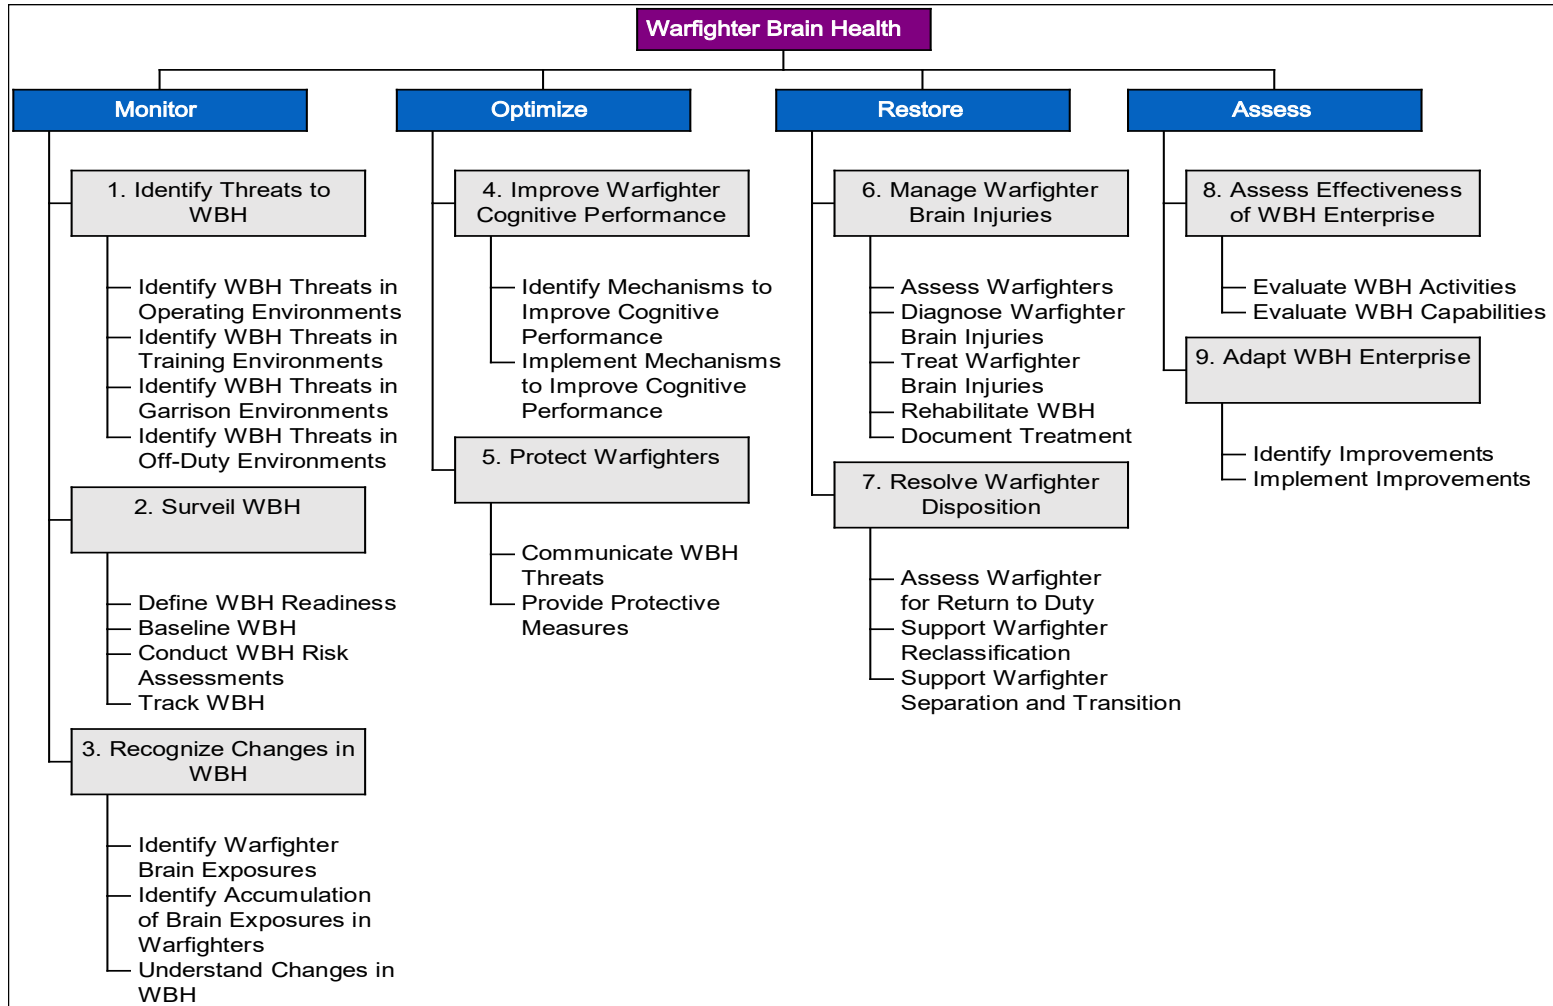 Warfighter Brain Health
Monitor
1. Identify Threats to
WBH
Identify WBH Threats in
Operating Environments
Identify WBH Threats in
Training Environments
Identify WBH Threats in
Garrison Environments
Identify WBH Threats in
Off-Duty Environments
2. Surveil WBH
Define WBH Readiness
Baseline WBH
Conduct WBH Risk
Assessments
Track WBH
3. Recognize Changes in
WBH
Identify Warfighter
Brain Exposures
Identify Accumulation
of Brain Exposures in
Warfighters
Understand Changes in
WBH
Optimize
4. Improve Warfighter
Cognitive Performance
Identify Mechanisms to
Improve Cognitive
Performance
Implement Mechanisms
to Improve Cognitive
Performance
5. Protect Warfighters
Communicate WBH
Threats
Provide Protective
Measures
Restore
6. Manage Warfighter
Brain Injuries
Assess Warfighters
Diagnose Warfighter
Brain Injuries
Treat Warfighter
Brain Injuries
Rehabilitate WBH
Document Treatment
7. Resolve Warfighter
Disposition
Assess Warfighter
for Return to Duty
Support Warfighter
Reclassification
Support Warfighter
Separation and Transition
Assess
8. Assess Effectiveness
of WBH Enterprise
Evaluate WBH Activities
Evaluate WBH Capabilities
9. Adapt WBH Enterprise
Identify Improvements
Implement Improvements